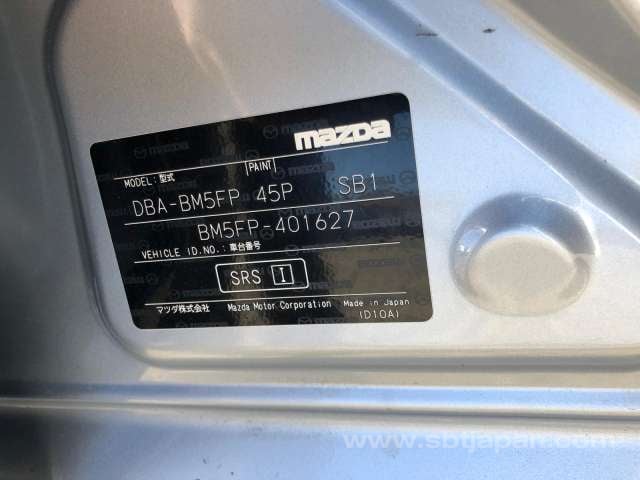 mazda
MODEL: 型式 PAINT
DBA-BM5FP 45P SB1
BM5FP-401627
VEHICLE ID.NO.: 車台番号
SRS I
マツダ株式会社 Mazda Motor Corporation Made in Japan
(D10A)
www.sbtjapan.com